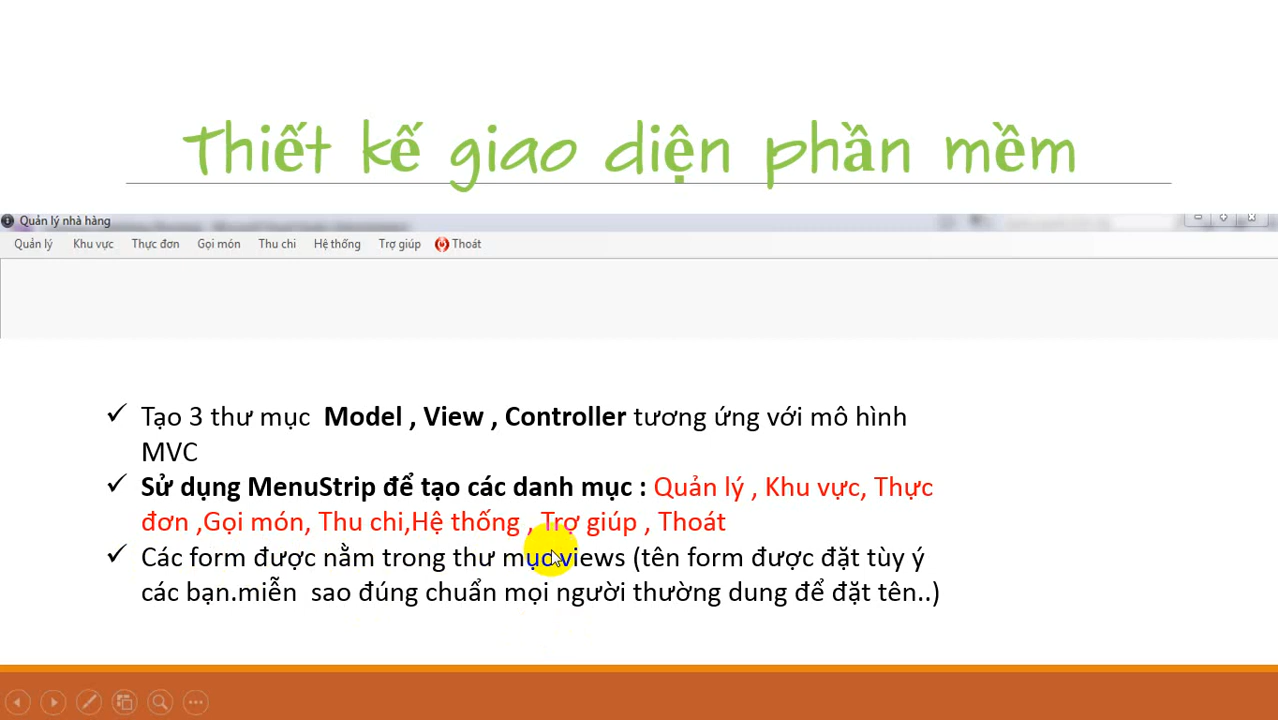 Thiết kế giao diện phần mềm
Quản lý nhà hàng
Quản lý Khu vực Thực đơn Gọi món Thu chi Hệ thống Trợ giúp Thoát
Tạo 3 thư mục Model , View , Controller tương ứng với mô hình
MVC
Sử dụng MenuStrip để tạo các danh mục : Quản lý , Khu vực, Thực
đơn ,Gọi món, Thu chi,Hệ thống , Trợ giúp , Thoát
Các form được nằm trong thư mục views (tên form được đặt tùy ý
các bạn.miễn sao đúng chuẩn mọi người thường dung để đặt tên..)